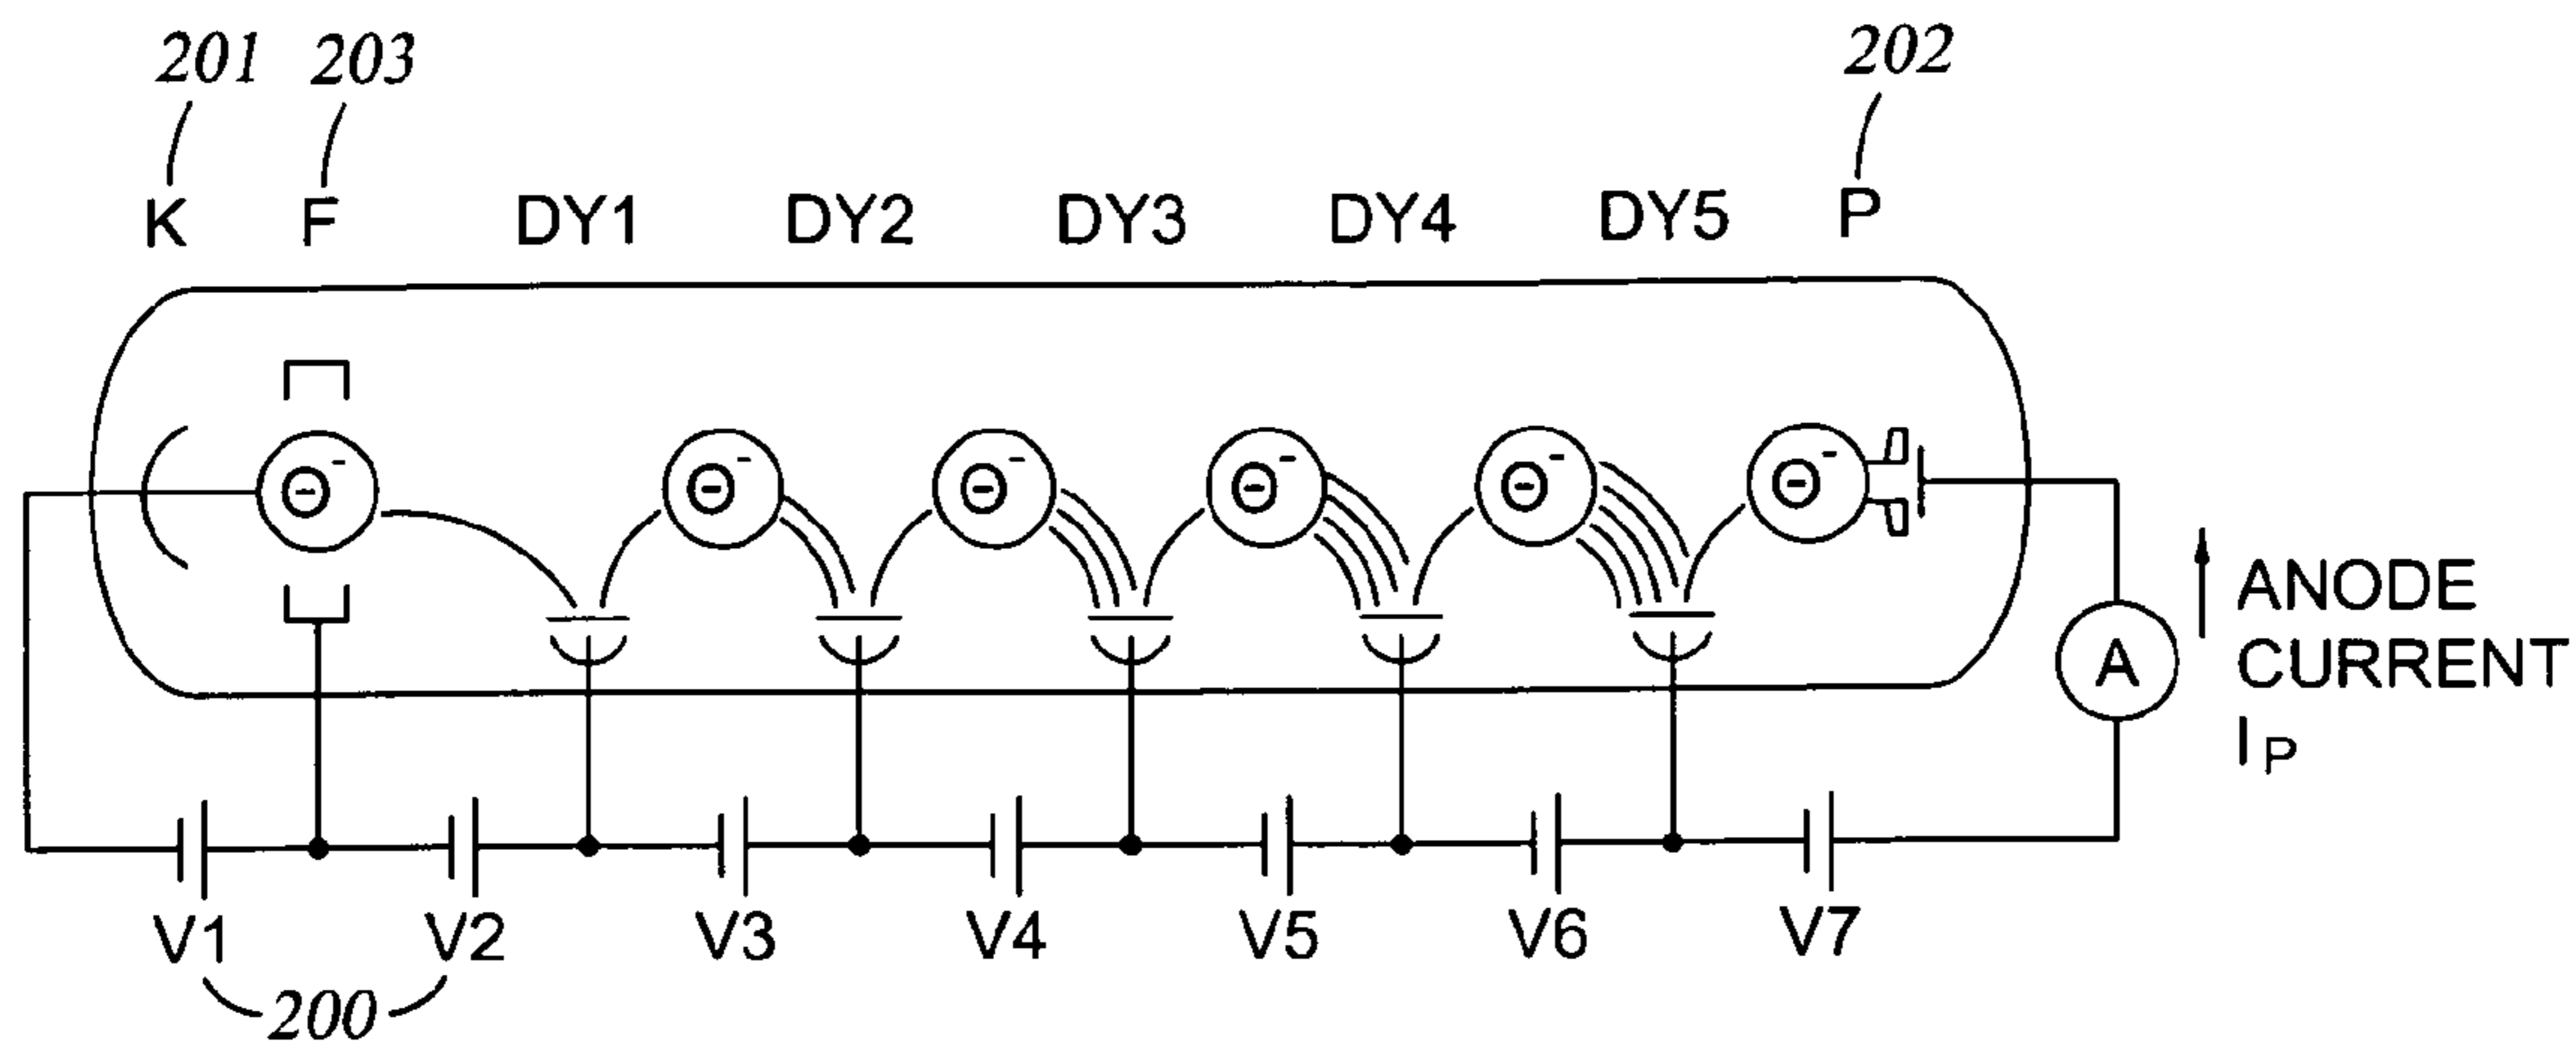 201 203 202
K F DY1 DY2 DY3 DY4 DY5 P
⊖- ⊖- ⊖- ⊖- ⊖- ⊖-
A
ANODE
CURRENT
IP
V1 V2 V3 V4 V5 V6 V7
200